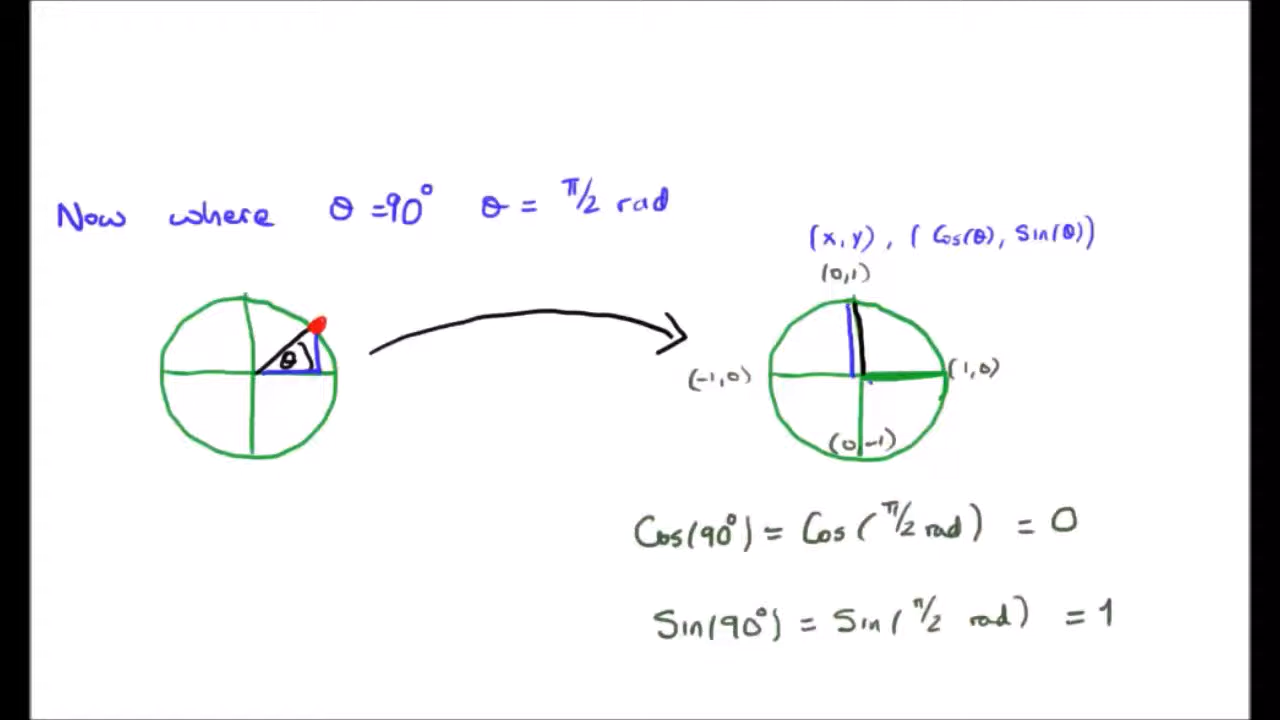 Now where θ = 90° θ = π/2 rad
(x, y), (Cos(θ), Sin(θ))
(0,1)
θ
(-1,0)
(1,0)
(0,-1)
Cos(90°) = Cos(π/2 rad) = 0
Sin(90°) = Sin(π/2 rad) = 1